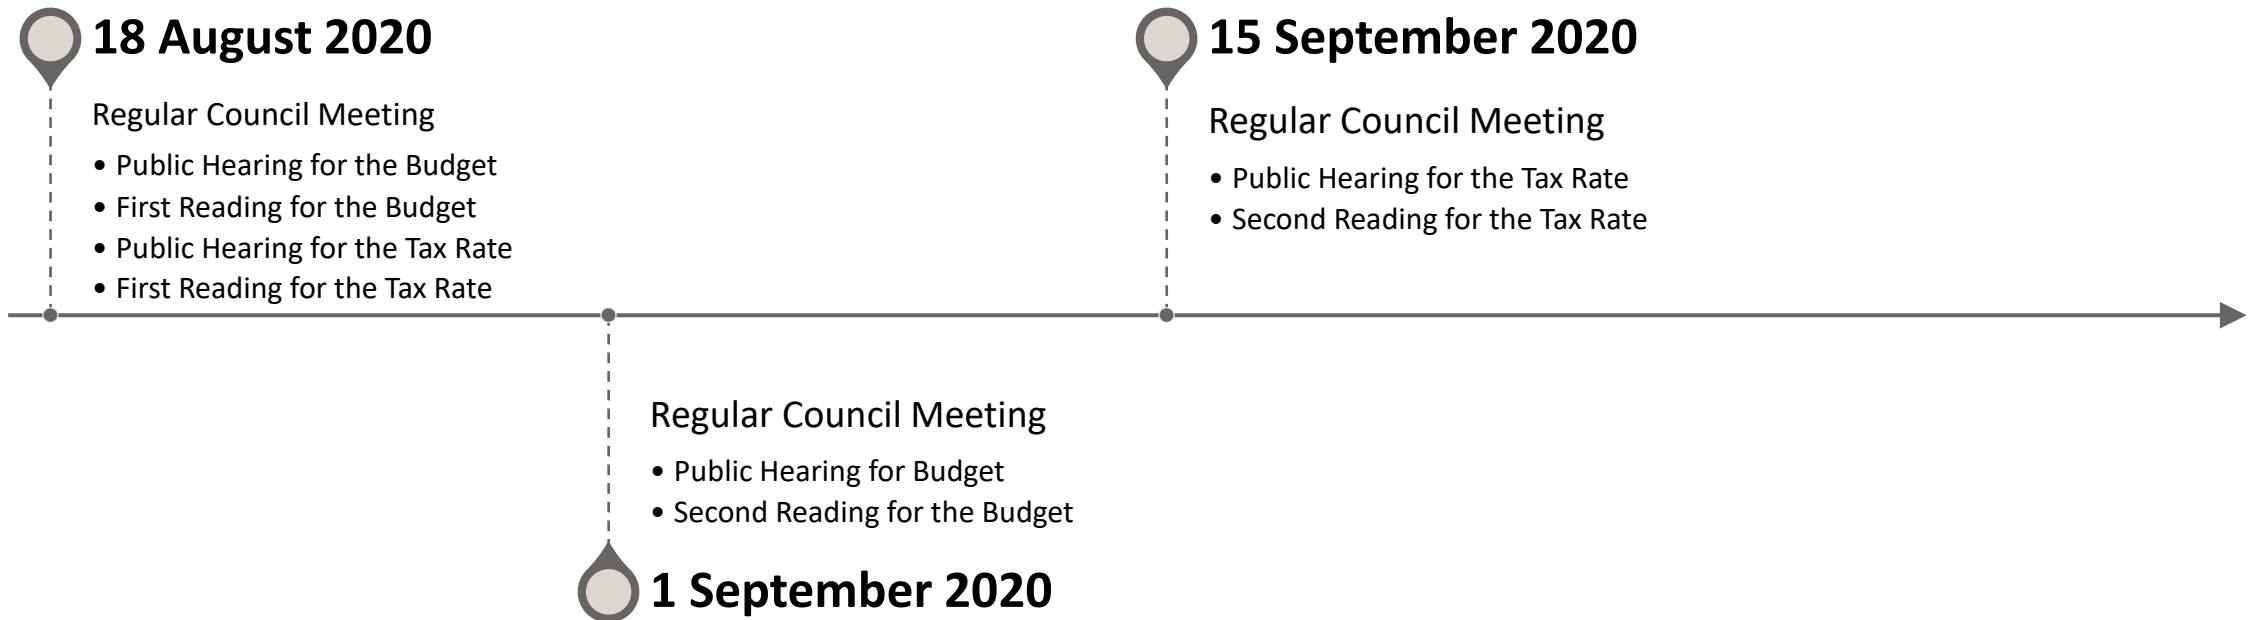 18 August 2020
Regular Council Meeting
• Public Hearing for the Budget
• First Reading for the Budget
• Public Hearing for the Tax Rate
• First Reading for the Tax Rate
15 September 2020
Regular Council Meeting
• Public Hearing for the Tax Rate
• Second Reading for the Tax Rate
Regular Council Meeting
• Public Hearing for Budget
• Second Reading for the Budget
1 September 2020